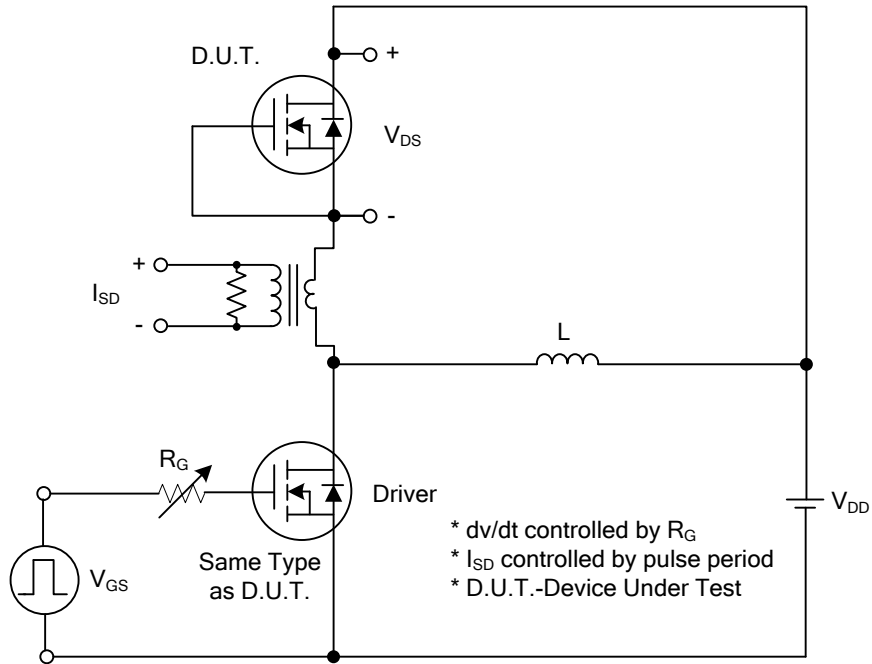 D.U.T.
+
V_DS
-
+
I_SD
-
L
R_G
Driver
V_DD
V_GS
Same Type
as D.U.T.
* dv/dt controlled by R_G
* I_SD controlled by pulse period
* D.U.T.-Device Under Test